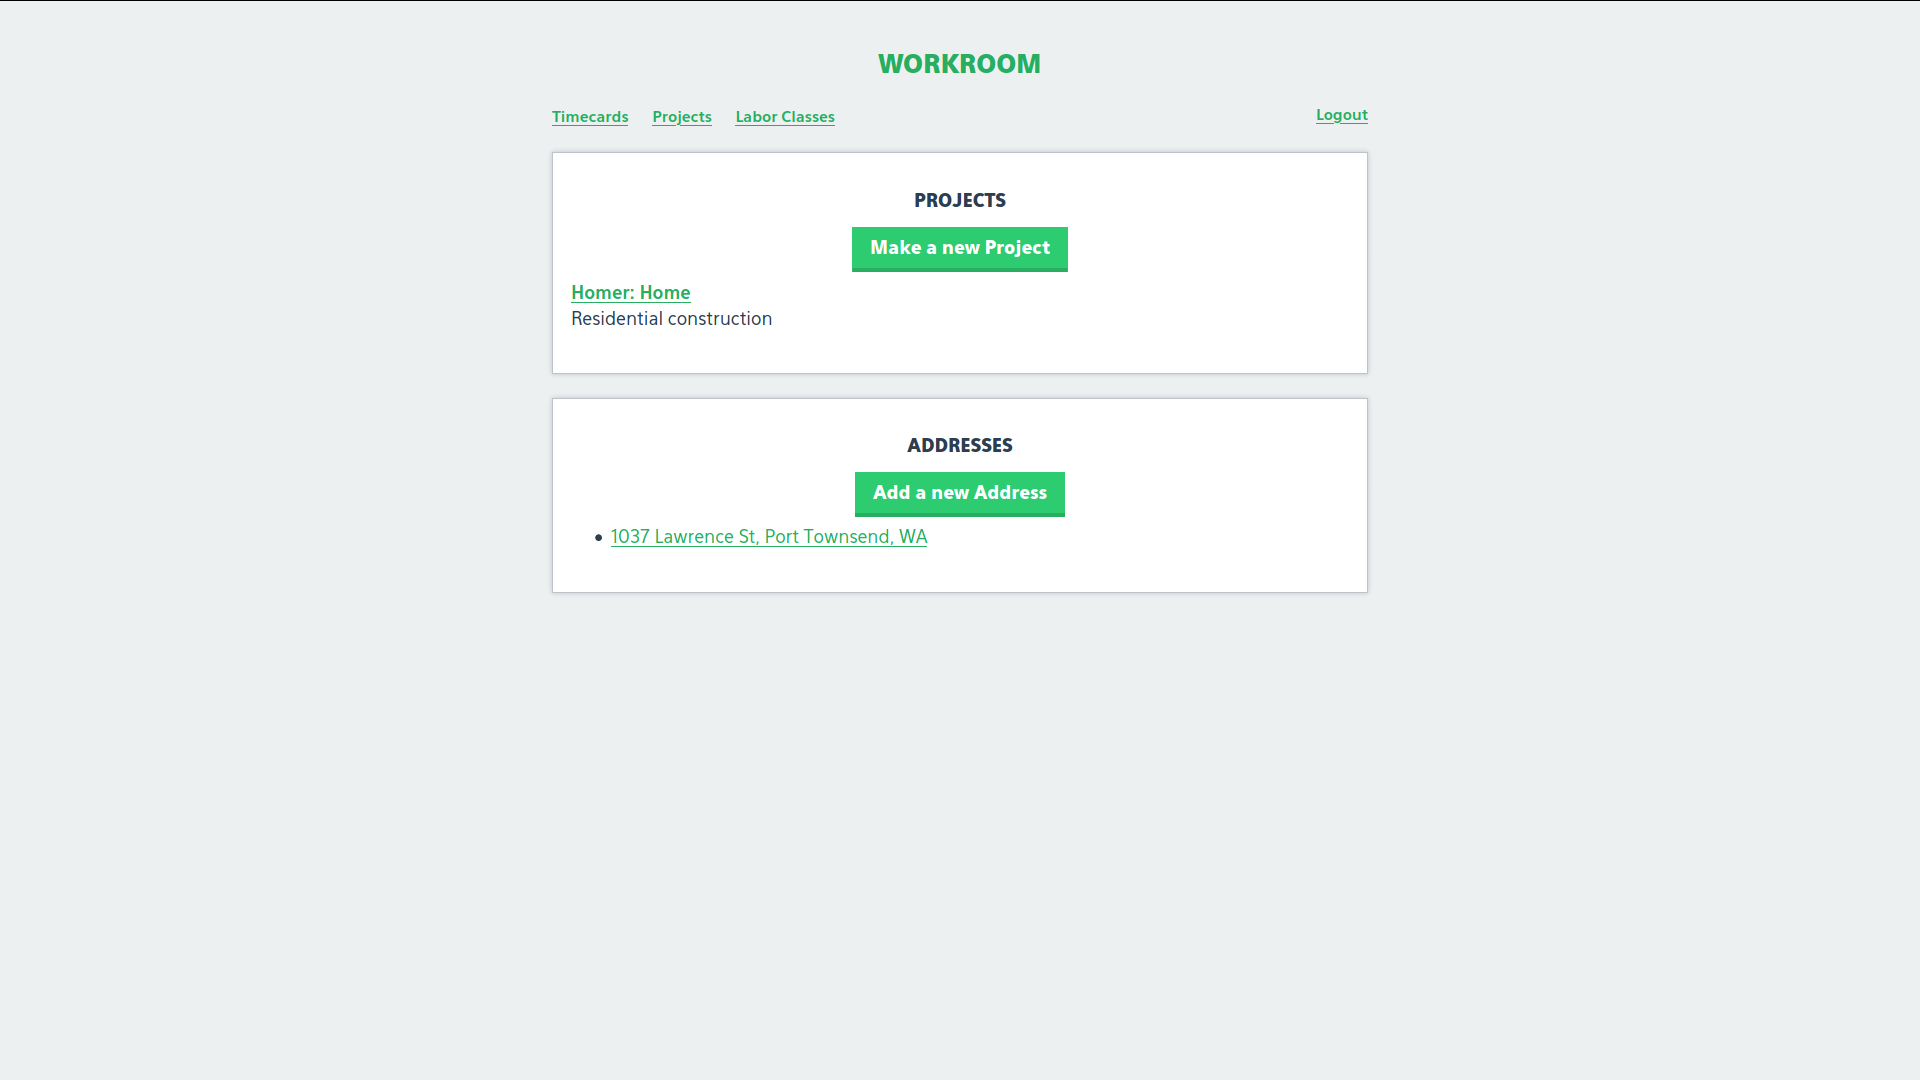 WORKROOM
Timecards Projects Labor Classes Logout
PROJECTS
Make a new Project
Homer: Home
Residential construction
ADDRESSES
Add a new Address
1037 Lawrence St, Port Townsend, WA